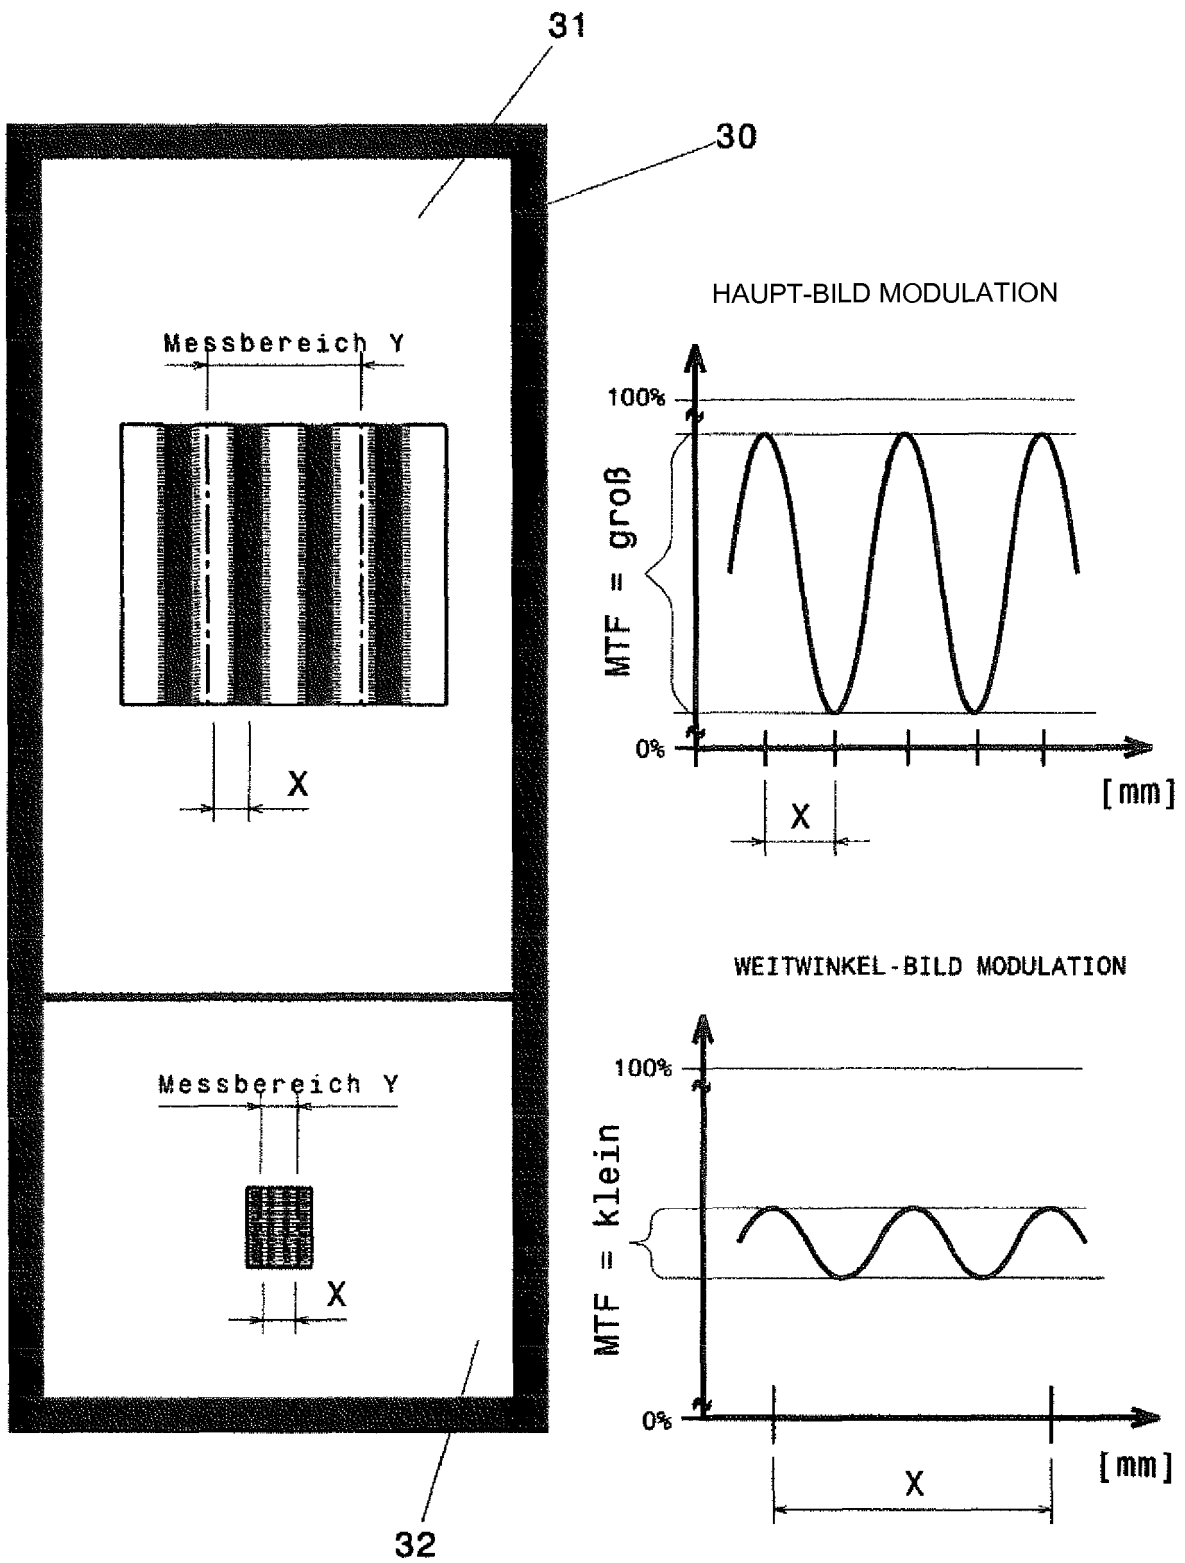 31
30
HAUPT-BILD MODULATION
Messbereich Y
100%
MTF = groß
0%
X
X
[mm]
WEITWINKEL-BILD MODULATION
Messbereich Y
100%
MTF = klein
X
0%
[mm]
X
32